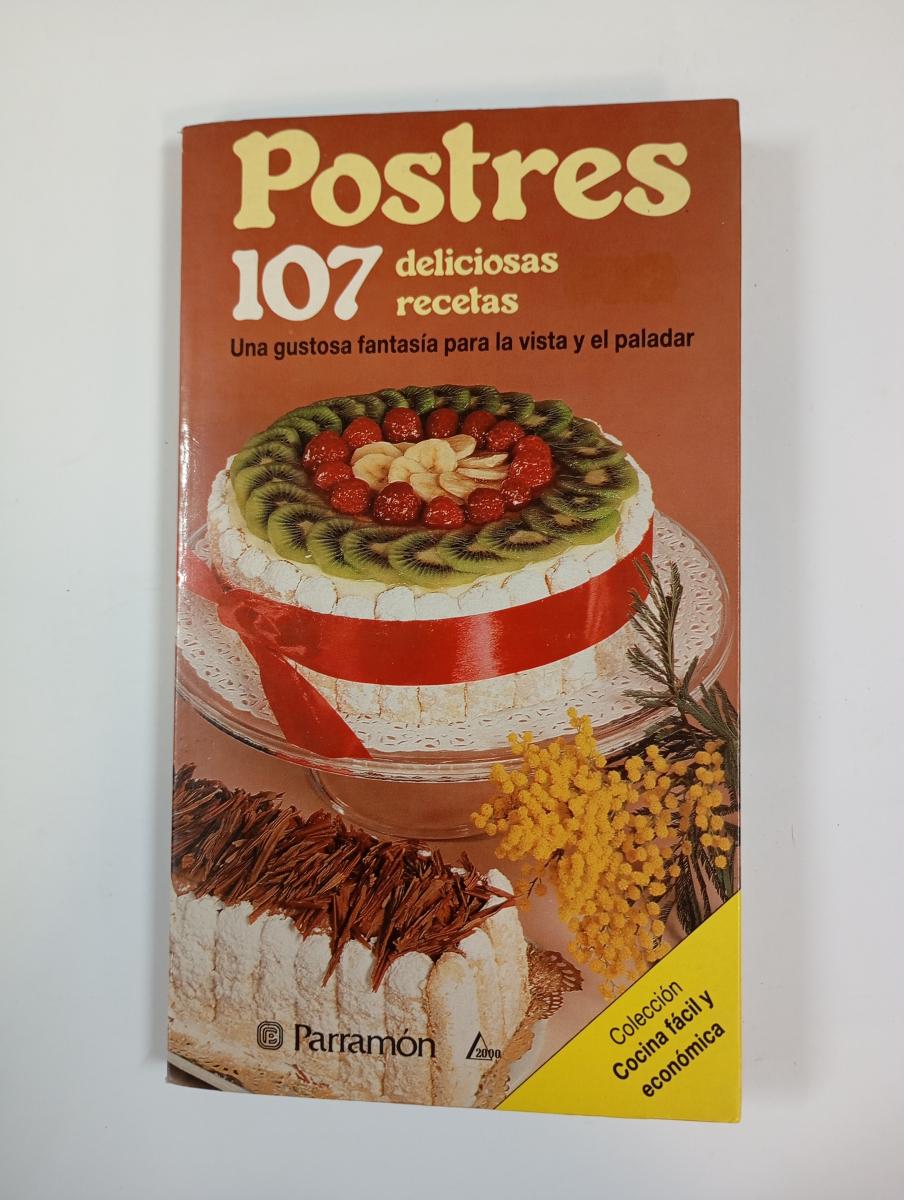 Postres
107 deliciosas
recetas
Una gustosa fantasía para la vista y el paladar
Parramón
2000
Colección
Cocina fácil y
económica